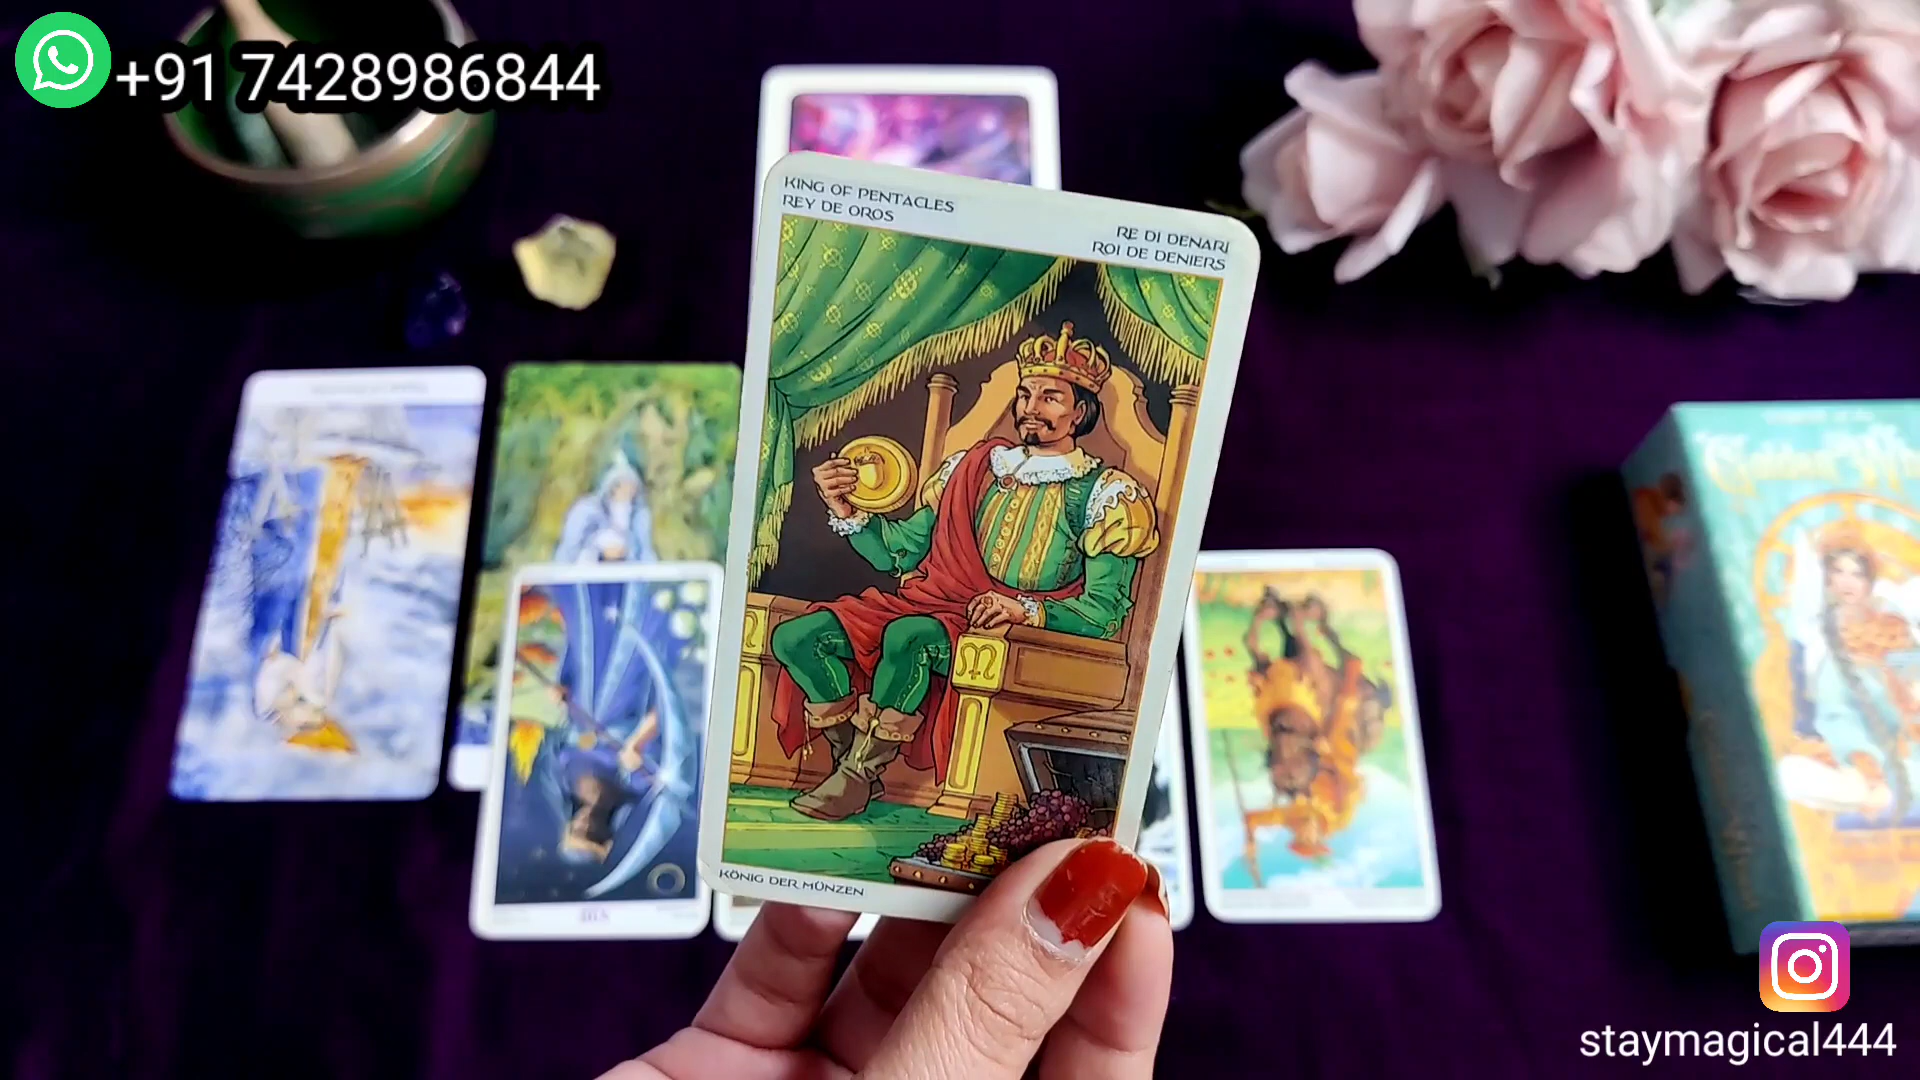 +91 7428986844
KING OF PENTACLES
REY DE OROS
RE DI DENARI
ROI DE DENIERS
KÖNIG DER MÜNZEN
staymagical444